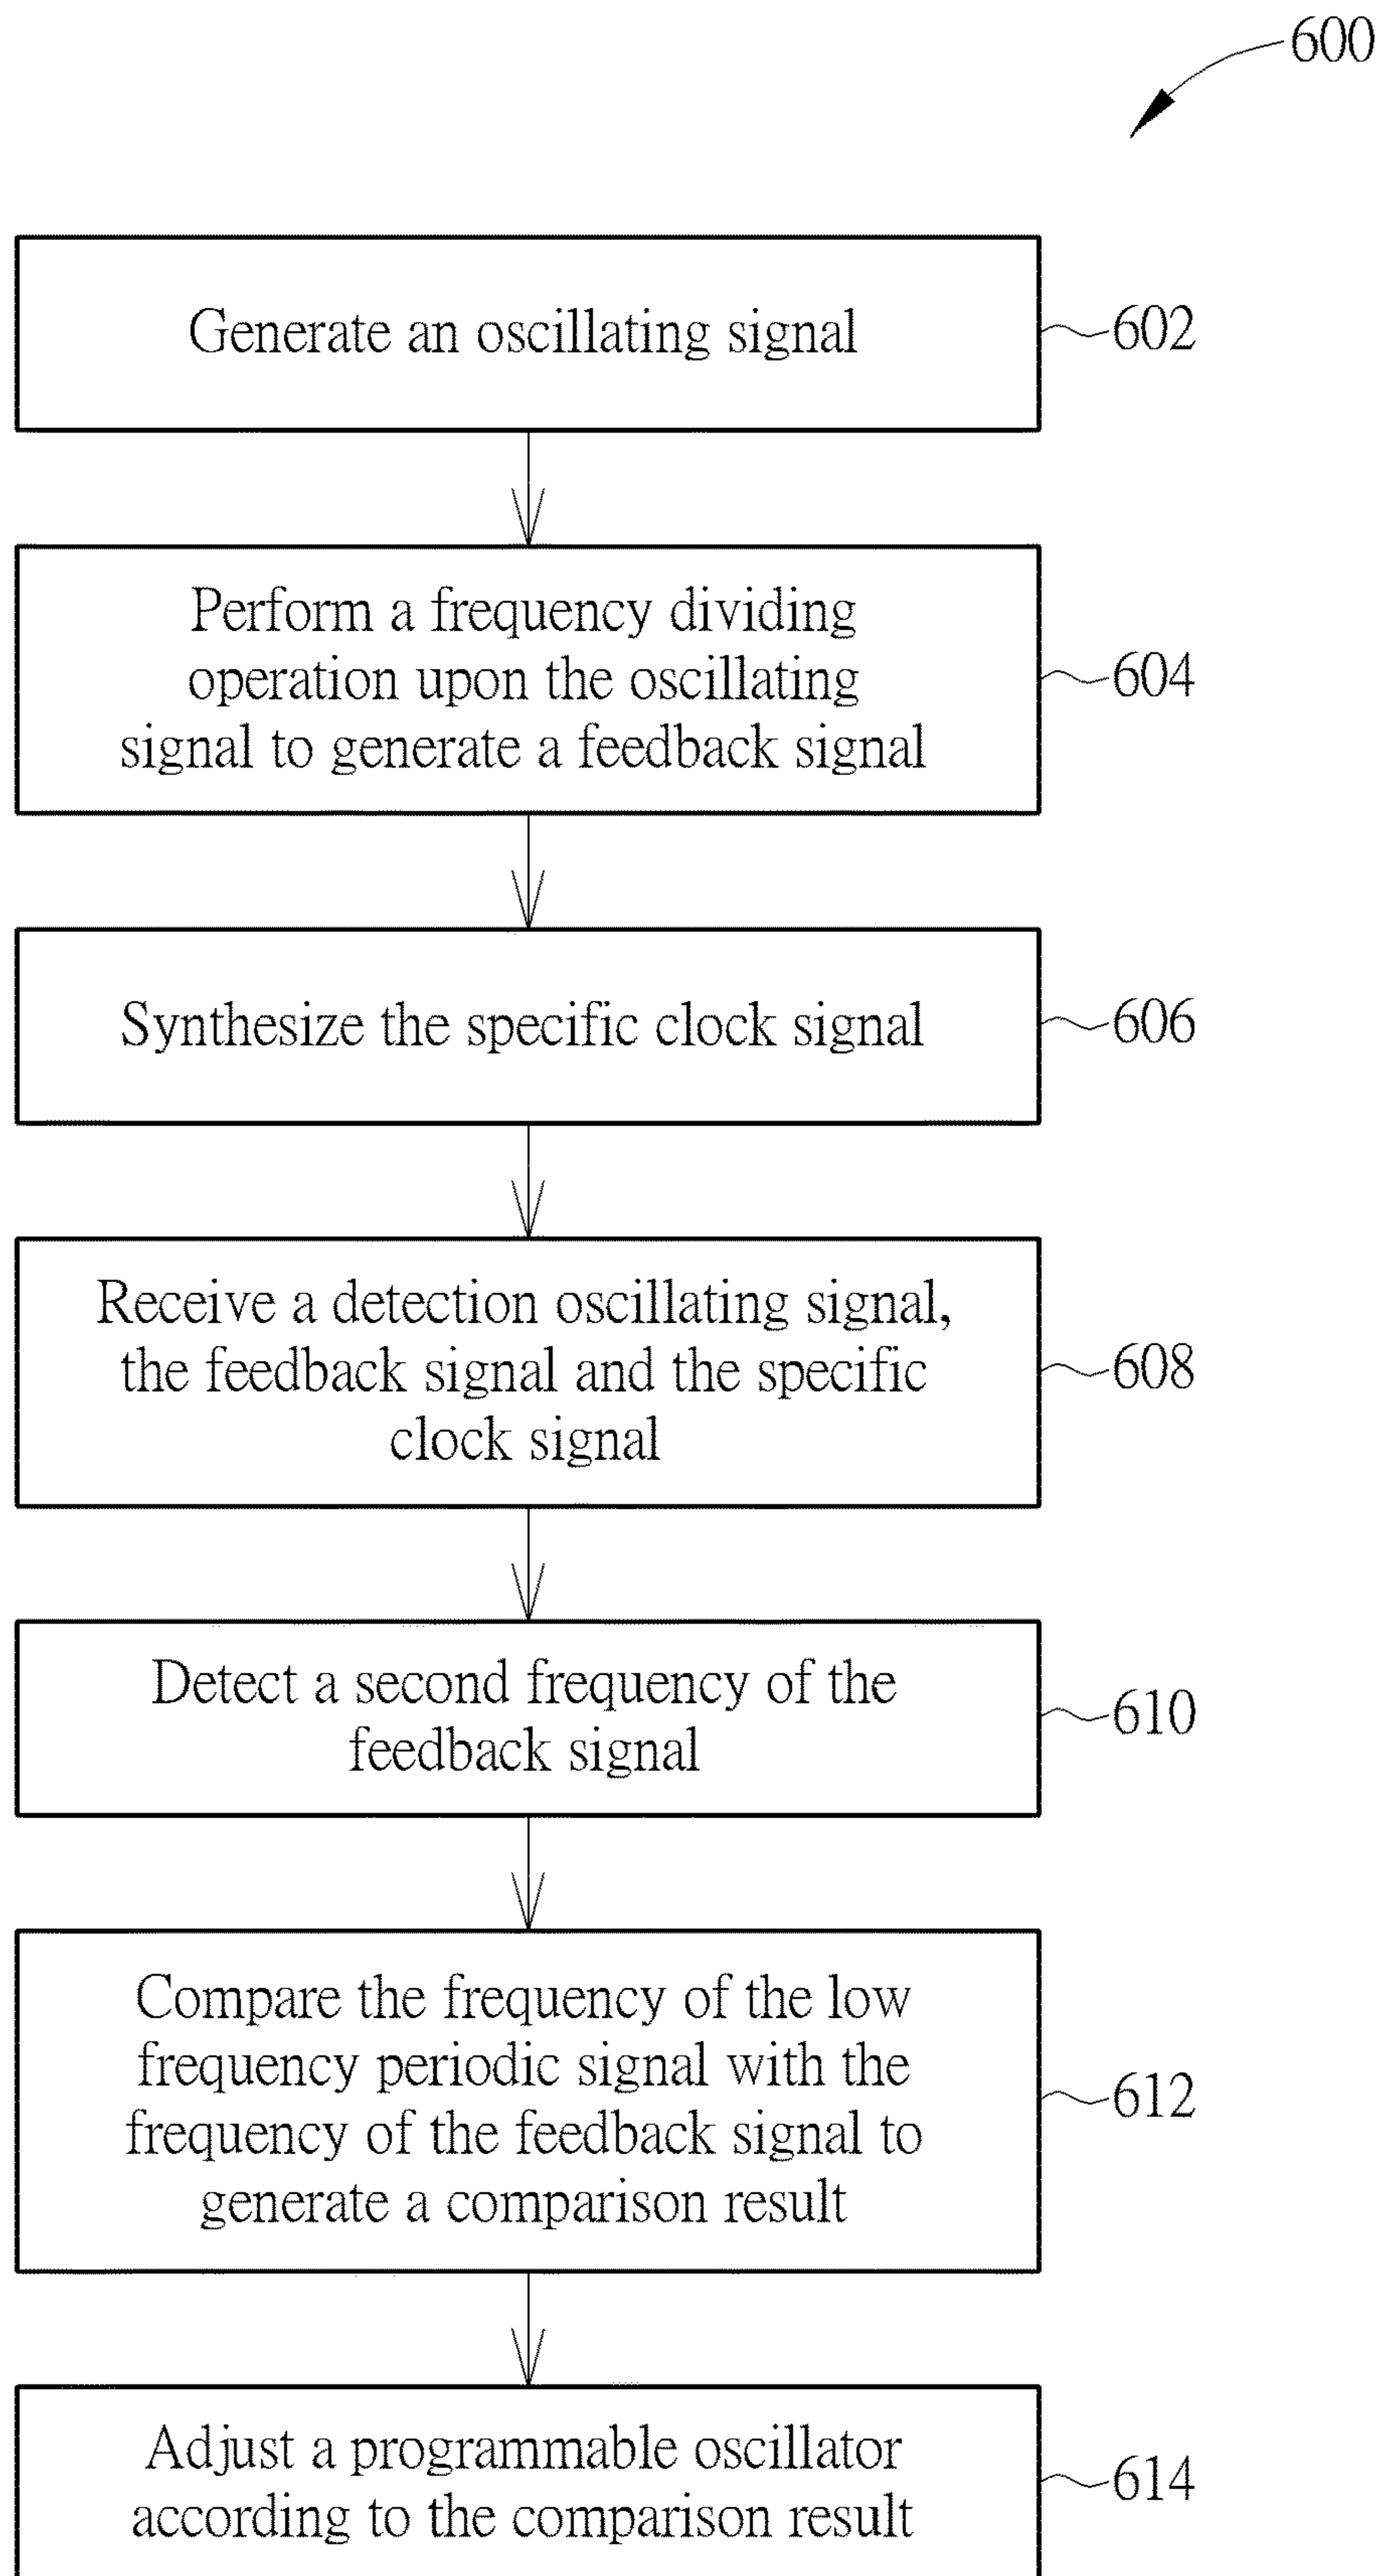 600
Generate an oscillating signal
602
Perform a frequency dividing
operation upon the oscillating
signal to generate a feedback signal
604
Synthesize the specific clock signal
606
Receive a detection oscillating signal,
the feedback signal and the specific
clock signal
608
Detect a second frequency of the
feedback signal
610
Compare the frequency of the low
frequency periodic signal with the
frequency of the feedback signal to
generate a comparison result
612
Adjust a programmable oscillator
according to the comparison result
614